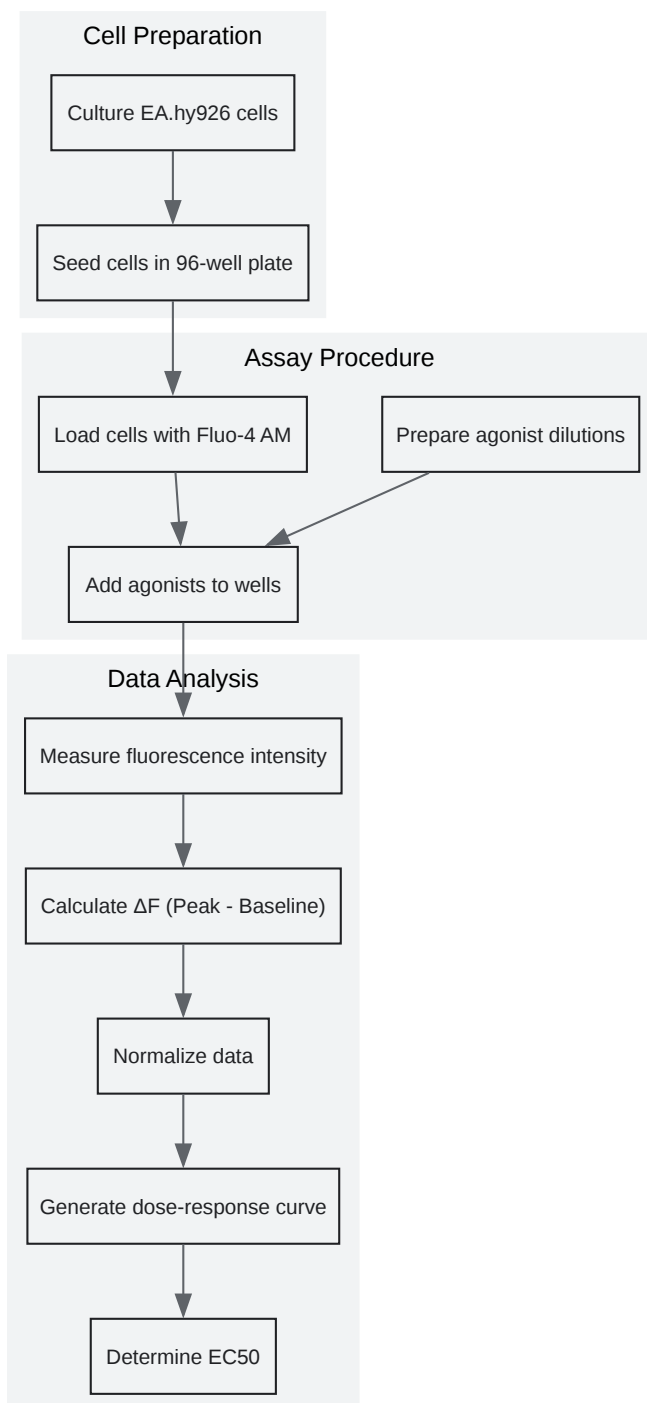 Cell Preparation
Culture EA.hy926 cells
Seed cells in 96-well plate
Assay Procedure
Load cells with Fluo-4 AM
Prepare agonist dilutions
Add agonists to wells
Data Analysis
Measure fluorescence intensity
Calculate ΔF (Peak - Baseline)
Normalize data
Generate dose-response curve
Determine EC50